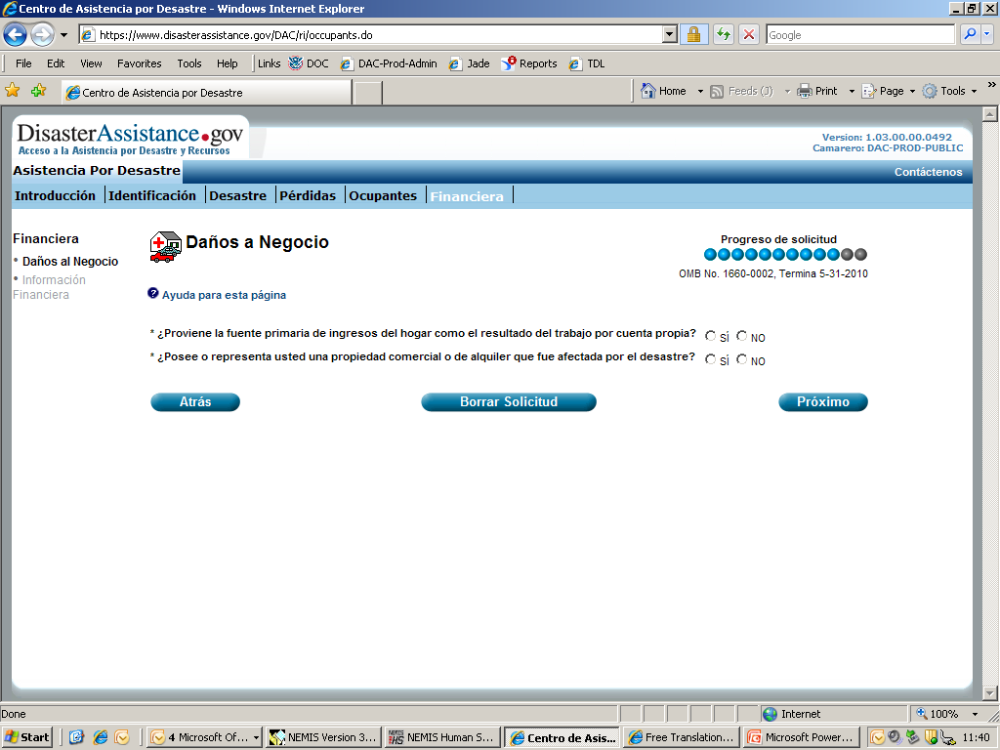 Centro de Asistencia por Desastre - Windows Internet Explorer
https://www.disasterassistance.gov/DAC/ri/occupants.do
Google
File Edit View Favorites Tools Help Links DOC DAC-Prod-Admin Jade Reports TDL
Centro de Asistencia por Desastre
Home Feeds (J) Print Page Tools »
DisasterAssistance.gov
Acceso a la Asistencia por Desastre y Recursos
Version: 1.03.00.00.0492
Camarero: DAC-PROD-PUBLIC
Asistencia Por Desastre
Contáctenos
Introducción Identificación Desastre Pérdidas Ocupantes Financiera
Financiera
• Daños al Negocio
• Información
Financiera
Daños a Negocio
Progreso de solicitud
OMB No. 1660-0002, Termina 5-31-2010
? Ayuda para esta página
* ¿Proviene la fuente primaria de ingresos del hogar como el resultado del trabajo por cuenta propia? SÍ NO
* ¿Posee o representa usted una propiedad comercial o de alquiler que fue afectada por el desastre? SÍ NO
Atrás
Borrar Solicitud
Próximo
Done
Internet
100%
Start
4 Microsoft Of...
NEMIS Version 3...
NEMIS Human S...
Centro de Asis...
Free Translation...
Microsoft Power...
11:40